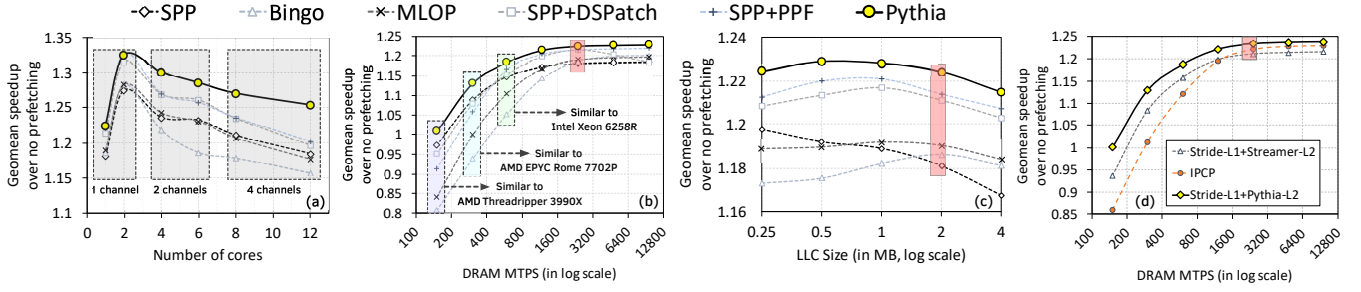 SPP Bingo MLOP SPP+DSPatch SPP+PPF Pythia
Geomean speedup
over no prefetching
1.35
1.3
1.25
1.2
1.15
1.1
1 channel
2 channels
4 channels
(a)
0 2 4 6 8 10 12
Number of cores
Geomean speedup
over no prefetching
1.25
1.2
1.15
1.1
1.05
1
0.95
0.9
0.85
0.8
Similar to
Intel Xeon 6258R
Similar to
AMD EPYC Rome 7702P
Similar to
AMD Threadripper 3990X
(b)
100 200 400 800 1600 3200 6400 12800
DRAM MTPS (in log scale)
Geomean speedup
over no prefetching
1.24
1.22
1.2
1.18
1.16
(c)
0.25 0.5 1 2 4
LLC Size (in MB, log scale)
Geomean speedup
over no prefetching
1.25
1.2
1.15
1.1
1.05
1
0.95
0.9
0.85
Stride-L1+Streamer-L2
IPCP
Stride-L1+Pythia-L2
(d)
100 200 400 800 1600 3200 6400 12800
DRAM MTPS (in log scale)